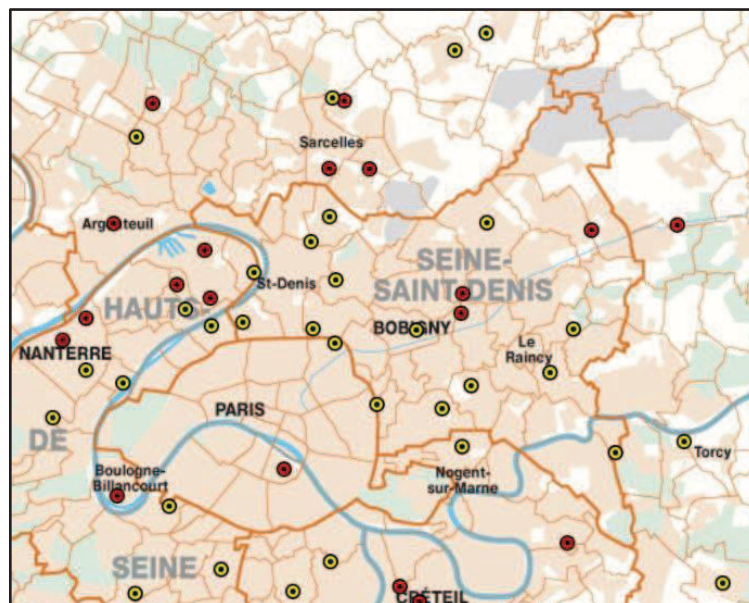 Sarcelles
Argenteuil
SEINE-
St-Denis
SAINT-DENIS
HAUTS-
BOBIGNY
Le
Raincy
NANTERRE
PARIS
DE
Torcy
Boulogne-
Billancourt
Nogent-
sur-Marne
SEINE
CRÉTEIL